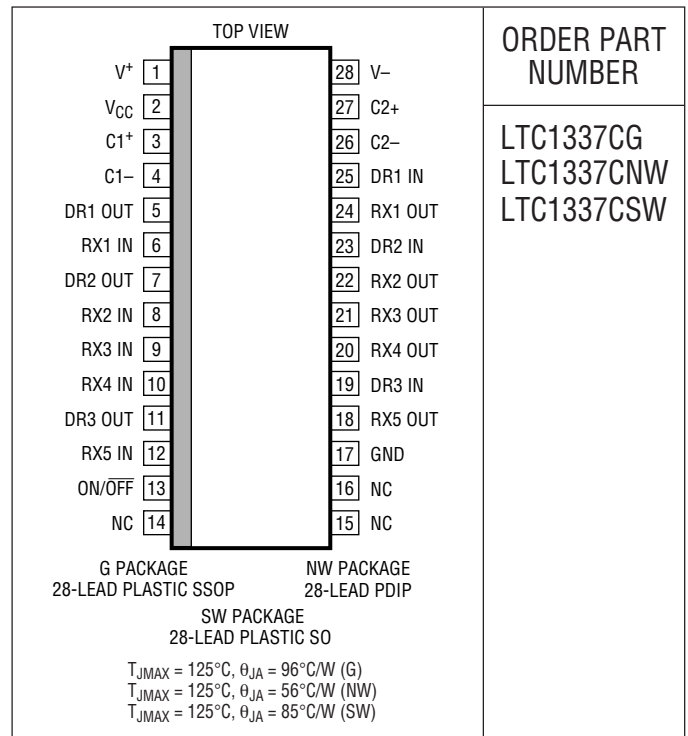 TOP VIEW
V+ 1
VCC 2
C1+ 3
C1– 4
DR1 OUT 5
RX1 IN 6
DR2 OUT 7
RX2 IN 8
RX3 IN 9
RX4 IN 10
DR3 OUT 11
RX5 IN 12
ON/OFF 13
NC 14
28 V–
27 C2+
26 C2–
25 DR1 IN
24 RX1 OUT
23 DR2 IN
22 RX2 OUT
21 RX3 OUT
20 RX4 OUT
19 DR3 IN
18 RX5 OUT
17 GND
16 NC
15 NC
G PACKAGE
28-LEAD PLASTIC SSOP
NW PACKAGE
28-LEAD PDIP
SW PACKAGE
28-LEAD PLASTIC SO
TJMAX = 125°C, θJA = 96°C/W (G)
TJMAX = 125°C, θJA = 56°C/W (NW)
TJMAX = 125°C, θJA = 85°C/W (SW)
ORDER PART
NUMBER
LTC1337CG
LTC1337CNW
LTC1337CSW